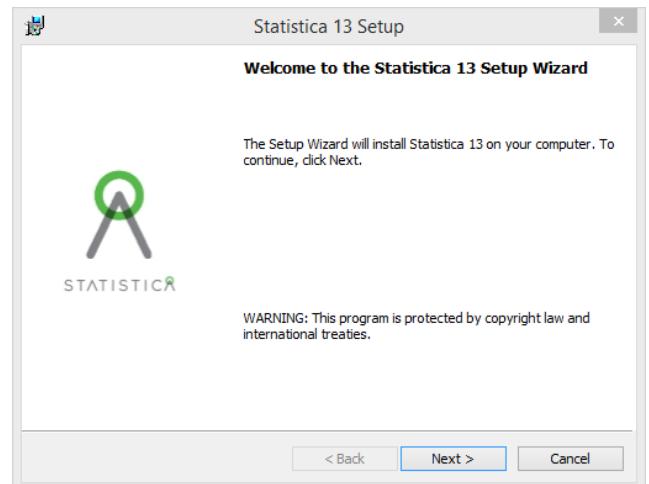 Statistica 13 Setup
Welcome to the Statistica 13 Setup Wizard
The Setup Wizard will install Statistica 13 on your computer. To
continue, click Next.
STATISTICA
WARNING: This program is protected by copyright law and
international treaties.
< Back Next > Cancel